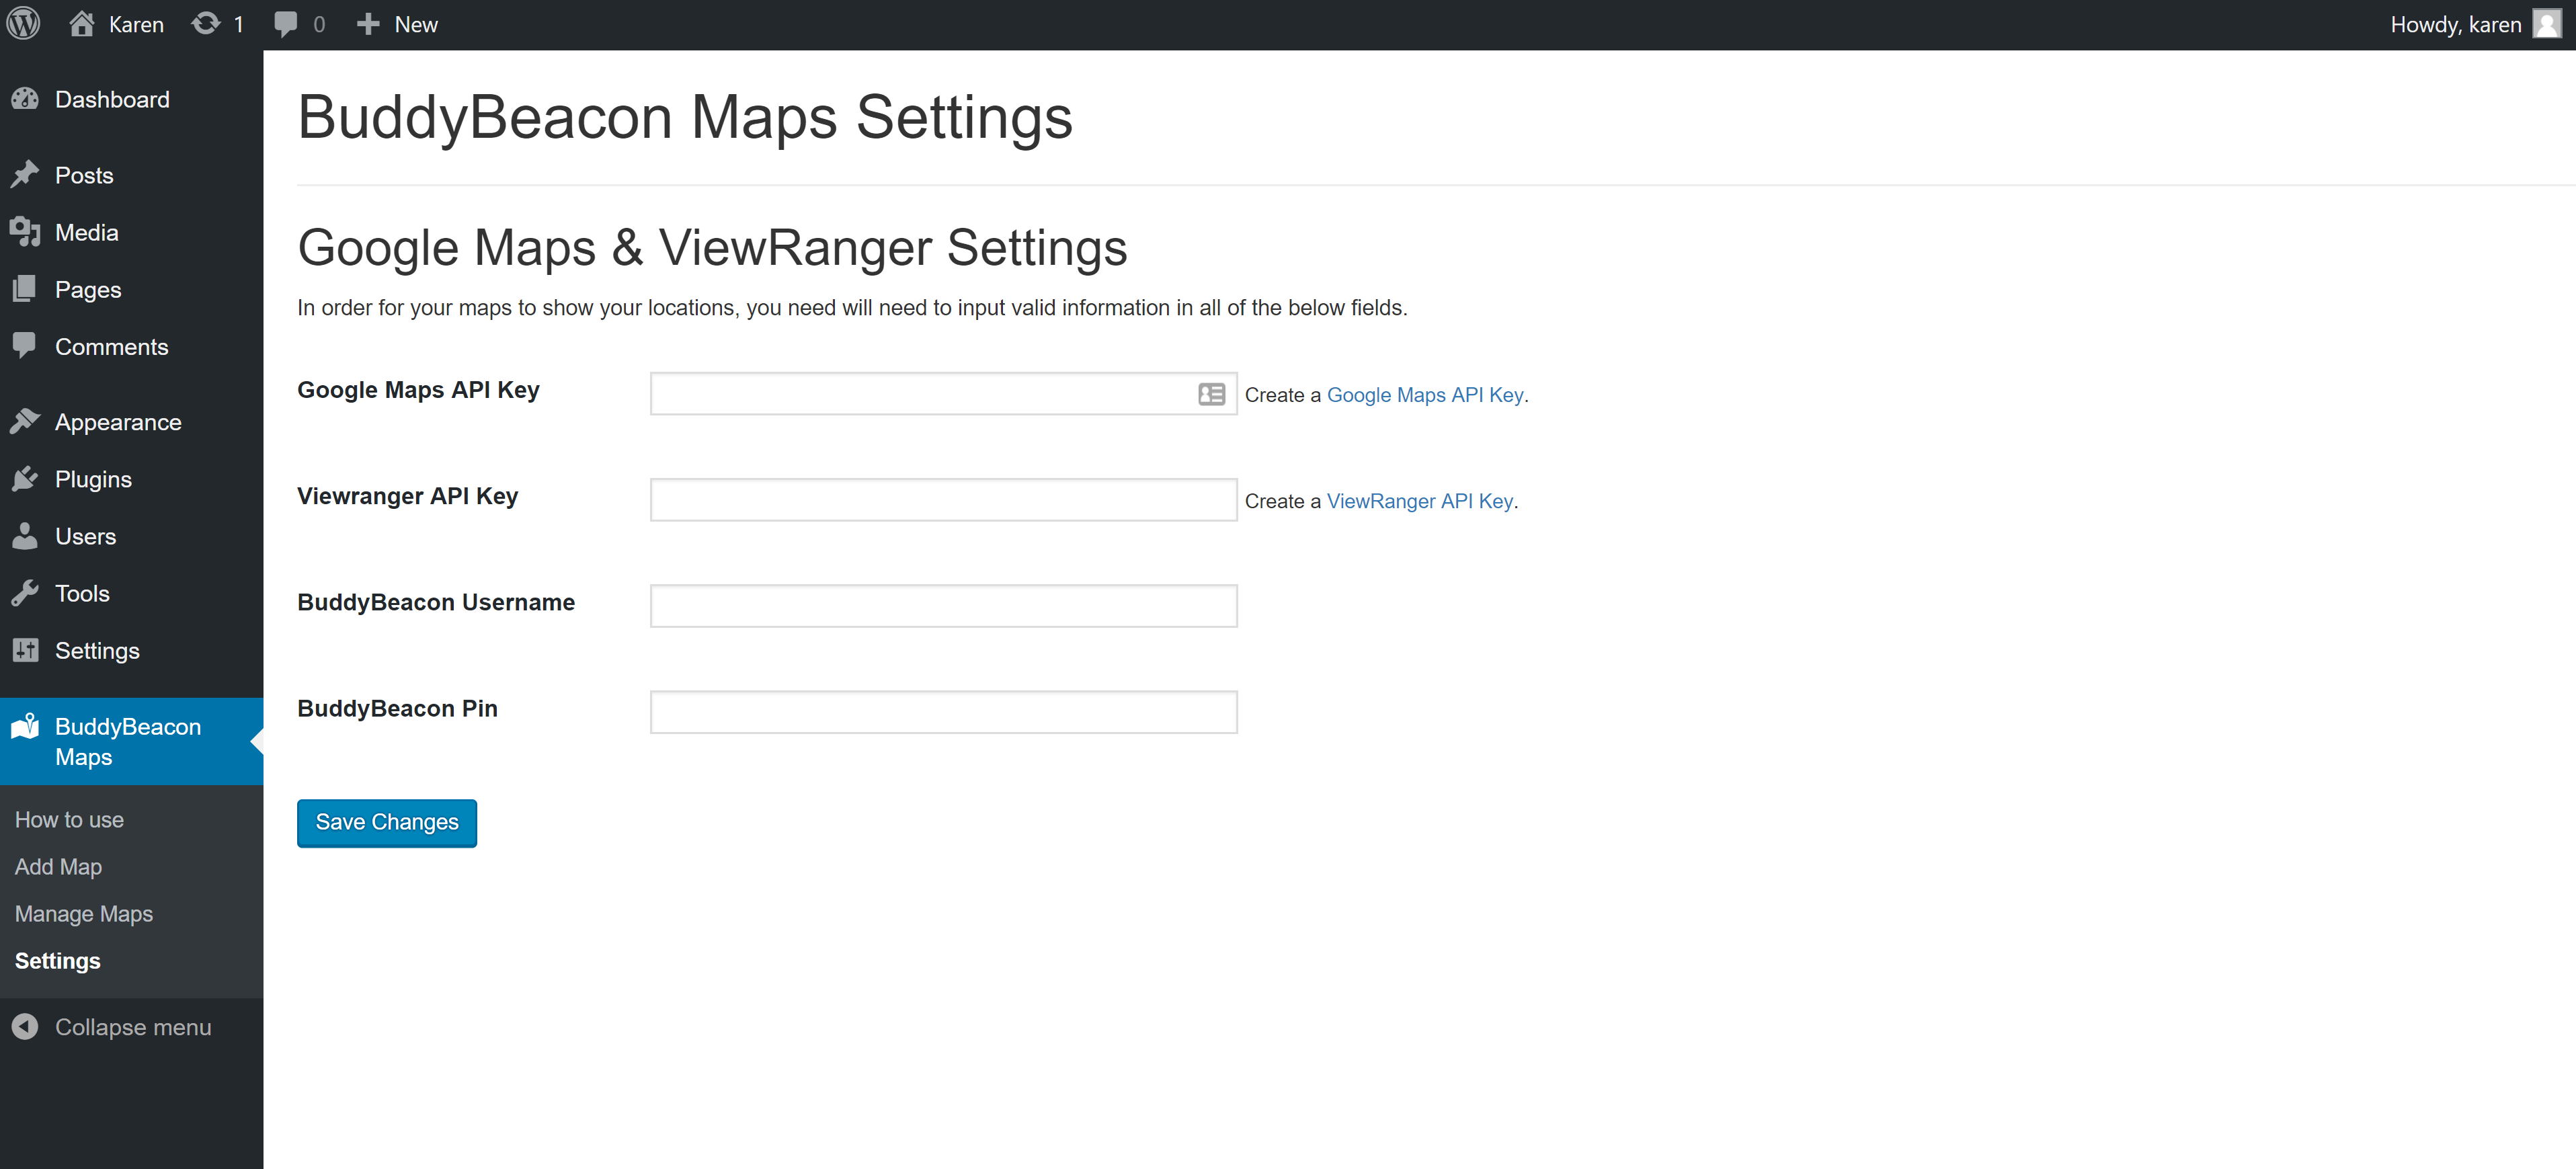 Karen 1 0 New Howdy, karen
Dashboard
Posts
Media
Pages
Comments
Appearance
Plugins
Users
Tools
Settings
BuddyBeacon
Maps
How to use
Add Map
Manage Maps
Settings
Collapse menu
BuddyBeacon Maps Settings
Google Maps & ViewRanger Settings
In order for your maps to show your locations, you need will need to input valid information in all of the below fields.
Google Maps API Key Create a Google Maps API Key.
Viewranger API Key Create a ViewRanger API Key.
BuddyBeacon Username
BuddyBeacon Pin
Save Changes